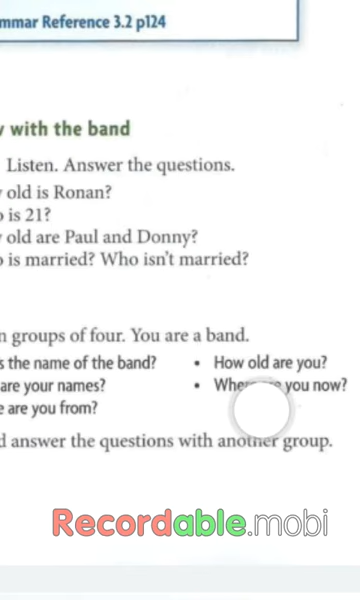 mmar Reference 3.2 p124
with the band
Listen. Answer the questions.
old is Ronan?
is 21?
old are Paul and Donny?
is married? Who isn't married?
n groups of four. You are a band.
s the name of the band?
are your names?
e are you from?
• How old are you?
• you now?
d answer the questions with another group.
Recordable.mobi